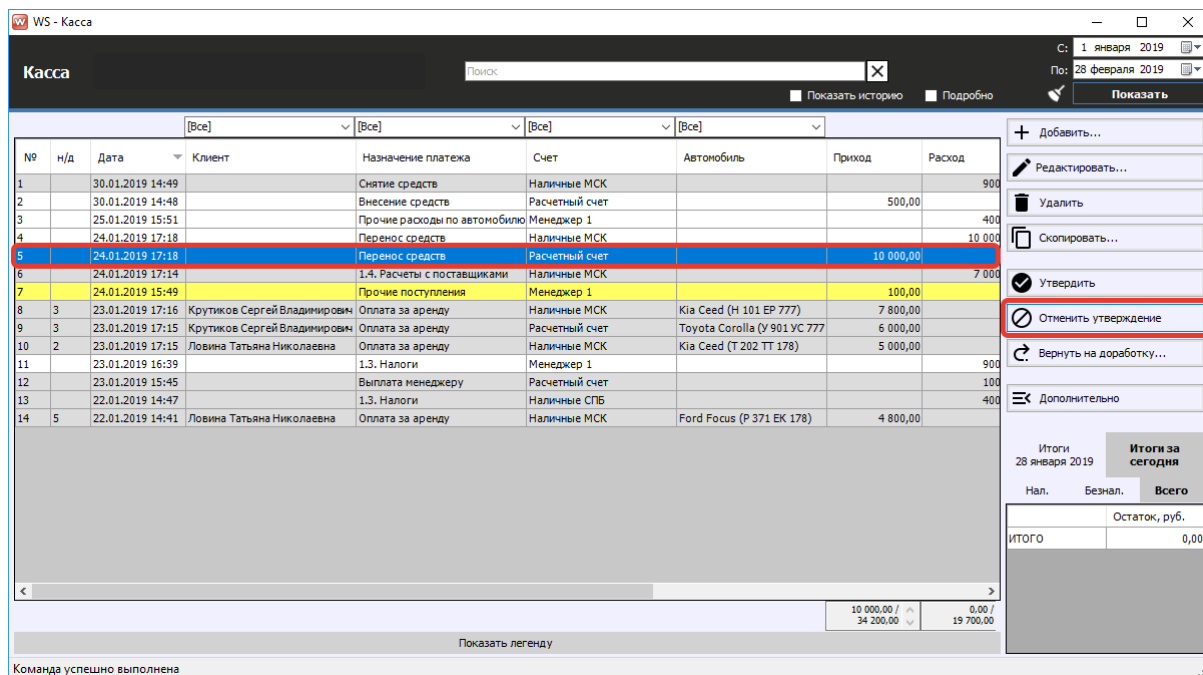 WS - Касса
С: 1 января 2019
Касса
Поиск
По: 28 февраля 2019
Показать историю Подробно Показать
[Все] [Все] [Все] [Все]
№ н/д Дата Клиент Назначение платежа Счет Автомобиль Приход Расход
1 30.01.2019 14:49 Снятие средств Наличные МСК 900
2 30.01.2019 14:48 Внесение средств Расчетный счет 500,00
3 25.01.2019 15:51 Прочие расходы по автомобилю Менеджер 1 400
4 24.01.2019 17:18 Перенос средств Наличные МСК 10 000
5 24.01.2019 17:18 Перенос средств Расчетный счет 10 000,00
6 24.01.2019 17:14 1.4. Расчеты с поставщиками Наличные МСК 7 000
7 24.01.2019 15:49 Прочие поступления Менеджер 1 100,00
8 3 23.01.2019 17:16 Крутиков Сергей Владимирович Оплата за аренду Наличные МСК Kia Ceed (Н 101 ЕР 777) 7 800,00
9 3 23.01.2019 17:15 Крутиков Сергей Владимирович Оплата за аренду Расчетный счет Toyota Corolla (У 901 УС 777 6 000,00
10 2 23.01.2019 17:15 Ловина Татьяна Николаевна Оплата за аренду Наличные МСК Kia Ceed (Т 202 ТТ 178) 5 000,00
11 23.01.2019 16:39 1.3. Налоги Менеджер 1 900
12 23.01.2019 15:45 Выплата менеджеру Расчетный счет 100
13 22.01.2019 14:47 1.3. Налоги Наличные СПБ 400
14 5 22.01.2019 14:41 Ловина Татьяна Николаевна Оплата за аренду Наличные МСК Ford Focus (Р 371 ЕК 178) 4 800,00
10 000,00 / 0,00 /
34 200,00 19 700,00
Показать легенду
Добавить...
Редактировать...
Удалить
Скопировать...
Утвердить
Отменить утверждение
Вернуть на доработку...
Дополнительно
Итоги Итоги за
28 января 2019 сегодня
Нал. Безнал. Всего
Остаток, руб.
ИТОГО 0,00
Команда успешно выполнена